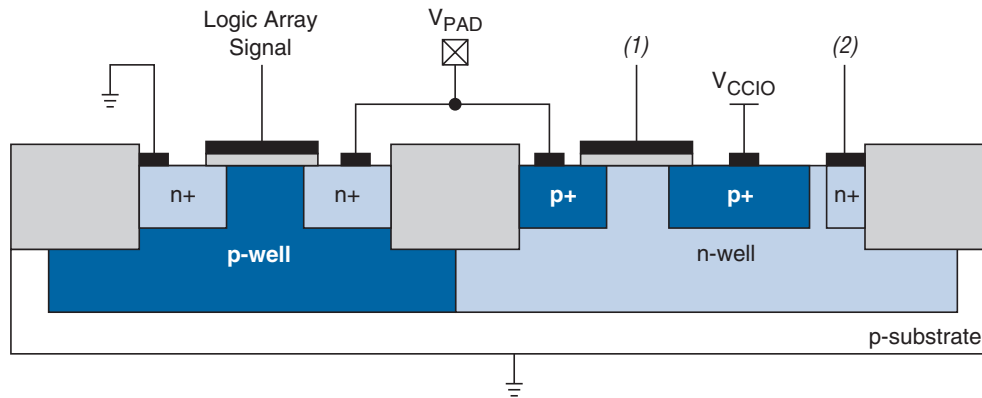 Logic Array
Signal
VPAD
(1)
VCCIO
(2)
n+
n+
p+
p+
n+
p-well
n-well
p-substrate